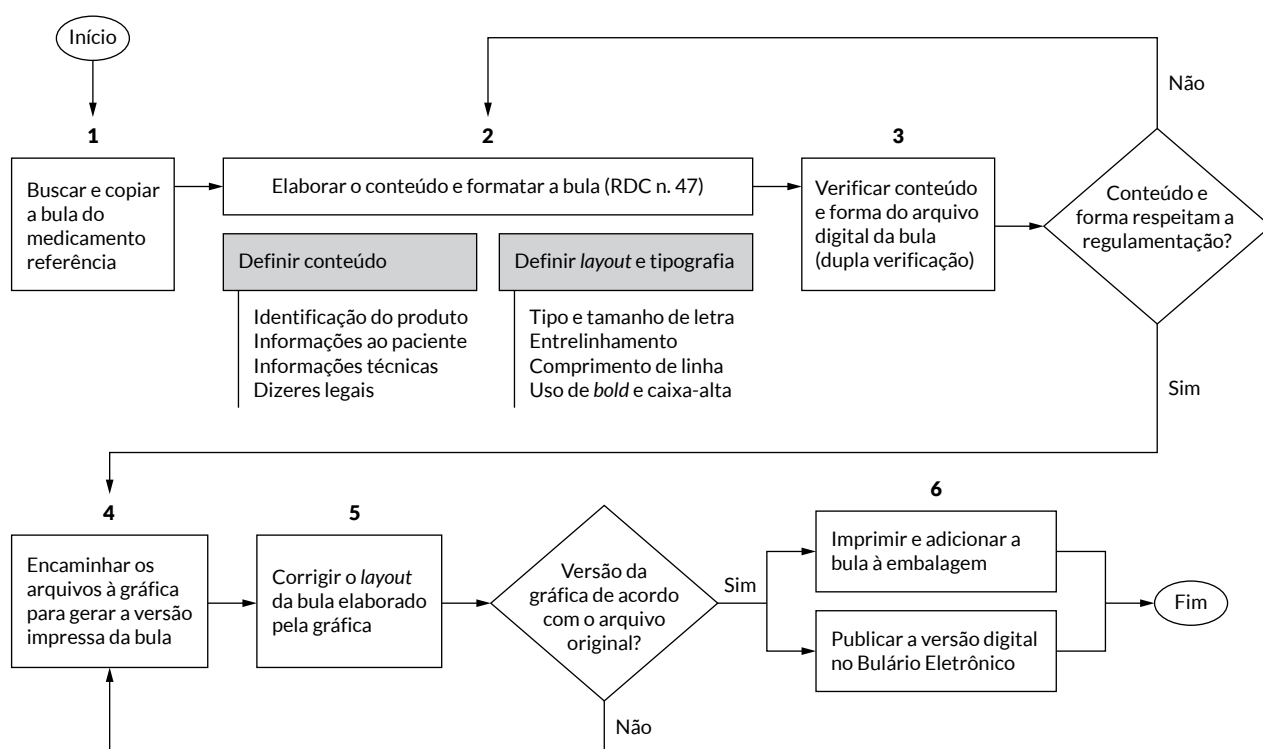 Início
Não
1
2
3
Buscar e copiar
a bula do
medicamento
referência
Elaborar o conteúdo e formatar a bula (RDC n. 47)
Definir conteúdo
Identificação do produto
Informações ao paciente
Informações técnicas
Dizeres legais
Definir layout e tipografia
Tipo e tamanho de letra
Entrelinhamento
Comprimento de linha
Uso de bold e caixa-alta
Verificar conteúdo
e forma do arquivo
digital da bula
(dupla verificação)
Conteúdo e
forma respeitam a
regulamentação?
Sim
4
5
6
Encaminhar os
arquivos à gráfica
para gerar a versão
impressa da bula
Corrigir o layout
da bula elaborado
pela gráfica
Versão da
gráfica de acordo
com o arquivo
original?
Sim
Imprimir e adicionar a
bula à embalagem
Publicar a versão digital
no Bulário Eletrônico
Fim
Não